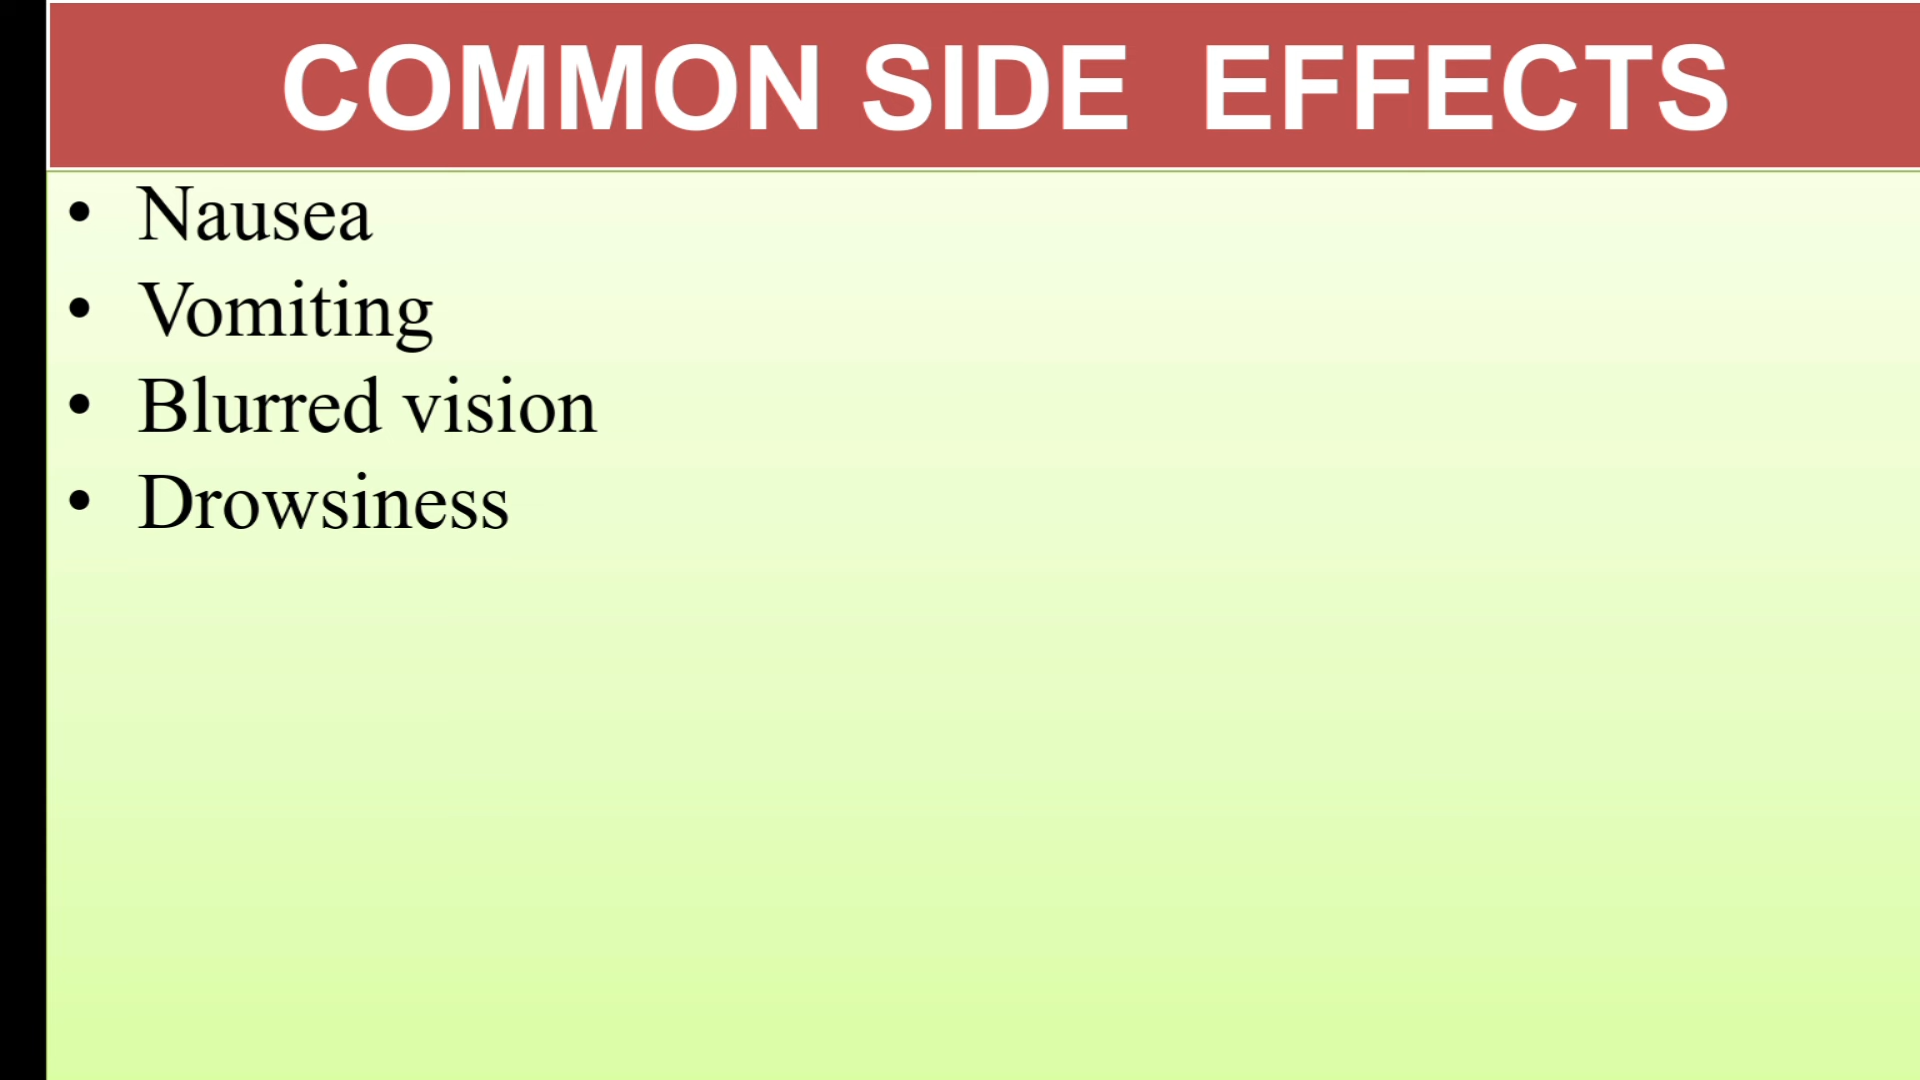 COMMON SIDE  EFFECTS
• Nausea
• Vomiting
• Blurred vision
• Drowsiness